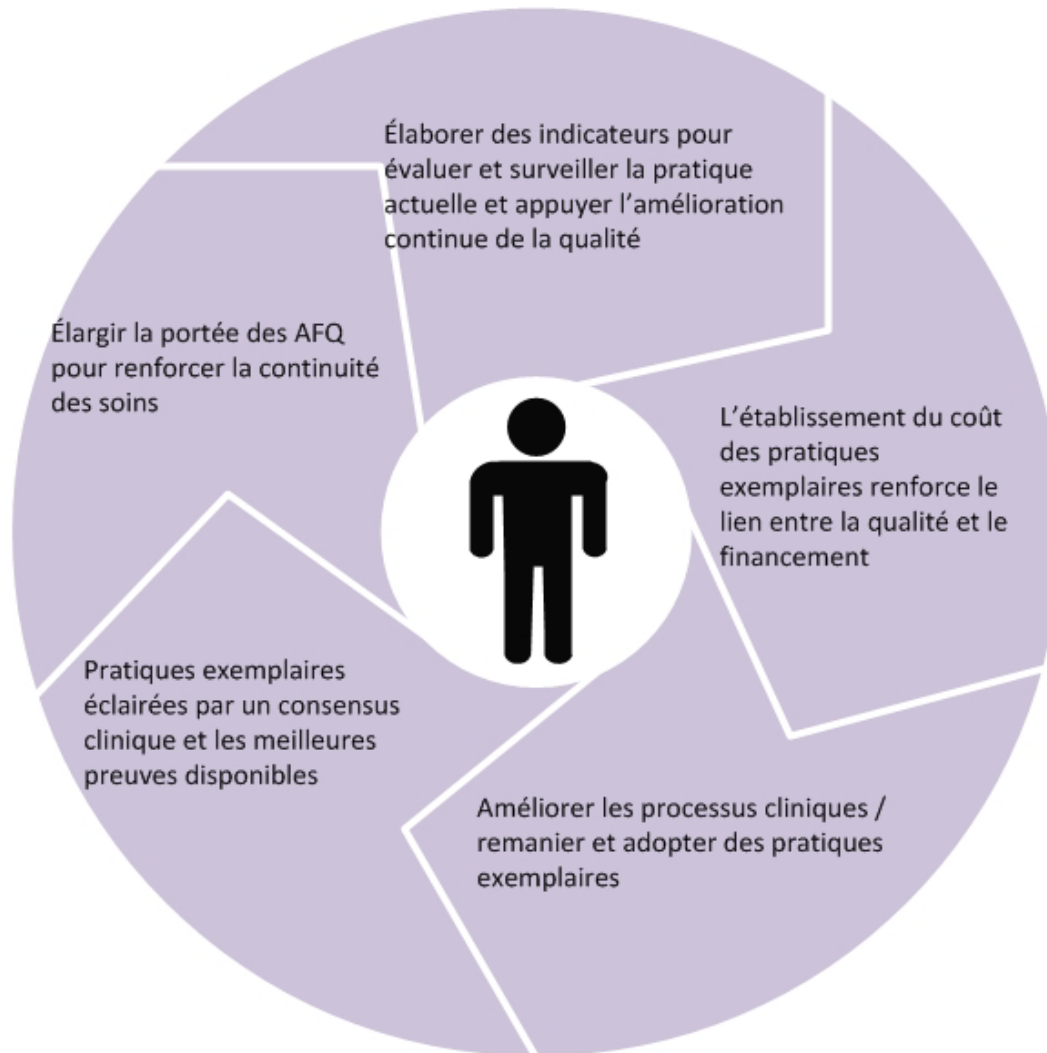 Élaborer des indicateurs pour
évaluer et surveiller la pratique
actuelle et appuyer l’amélioration
continue de la qualité
Élargir la portée des AFQ
pour renforcer la continuité
des soins
L’établissement du coût
des pratiques
exemplaires renforce le
lien entre la qualité et le
financement
Pratiques exemplaires
éclairées par un consensus
clinique et les meilleures
preuves disponibles
Améliorer les processus cliniques /
remanier et adopter des pratiques
exemplaires